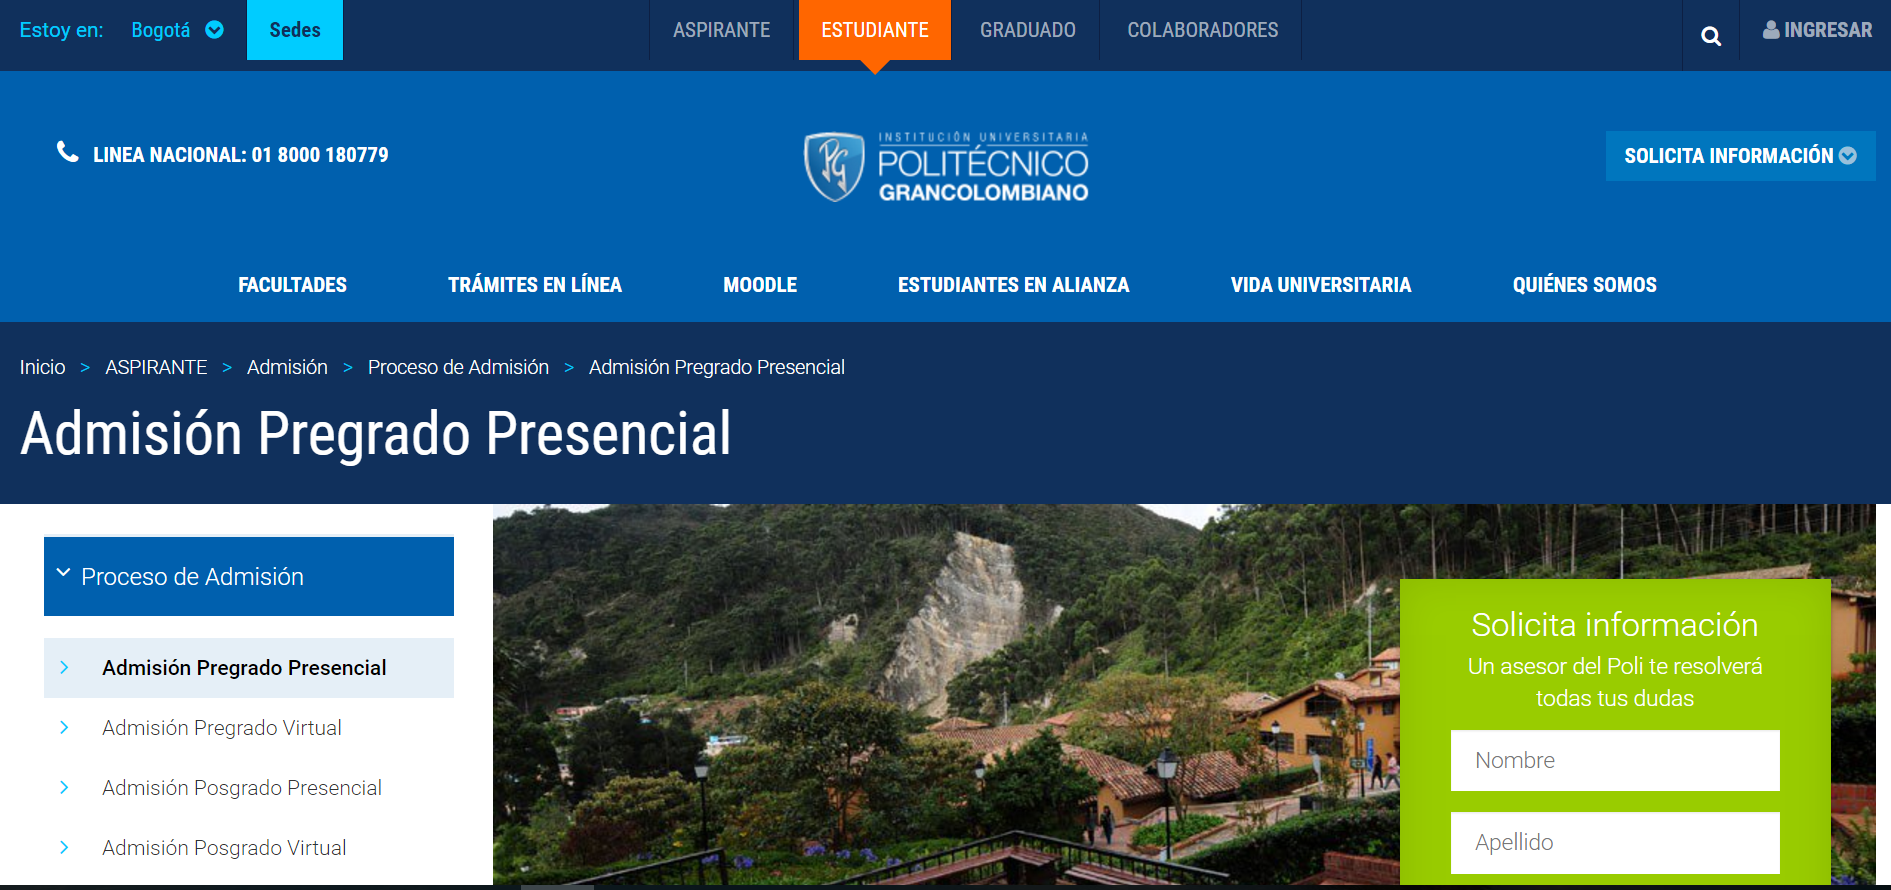 Estoy en: Bogotá Sedes ASPIRANTE ESTUDIANTE GRADUADO COLABORADORES INGRESAR
LINEA NACIONAL: 01 8000 180779
INSTITUCIÓN UNIVERSITARIA
POLITÉCNICO
GRANCOLOMBIANO
SOLICITA INFORMACIÓN
FACULTADES TRÁMITES EN LÍNEA MOODLE ESTUDIANTES EN ALIANZA VIDA UNIVERSITARIA QUIÉNES SOMOS
Inicio > ASPIRANTE > Admisión > Proceso de Admisión > Admisión Pregrado Presencial
Admisión Pregrado Presencial
Proceso de Admisión
Admisión Pregrado Presencial
Admisión Pregrado Virtual
Admisión Posgrado Presencial
Admisión Posgrado Virtual
Solicita información
Un asesor del Poli te resolverá
todas tus dudas
Nombre
Apellido